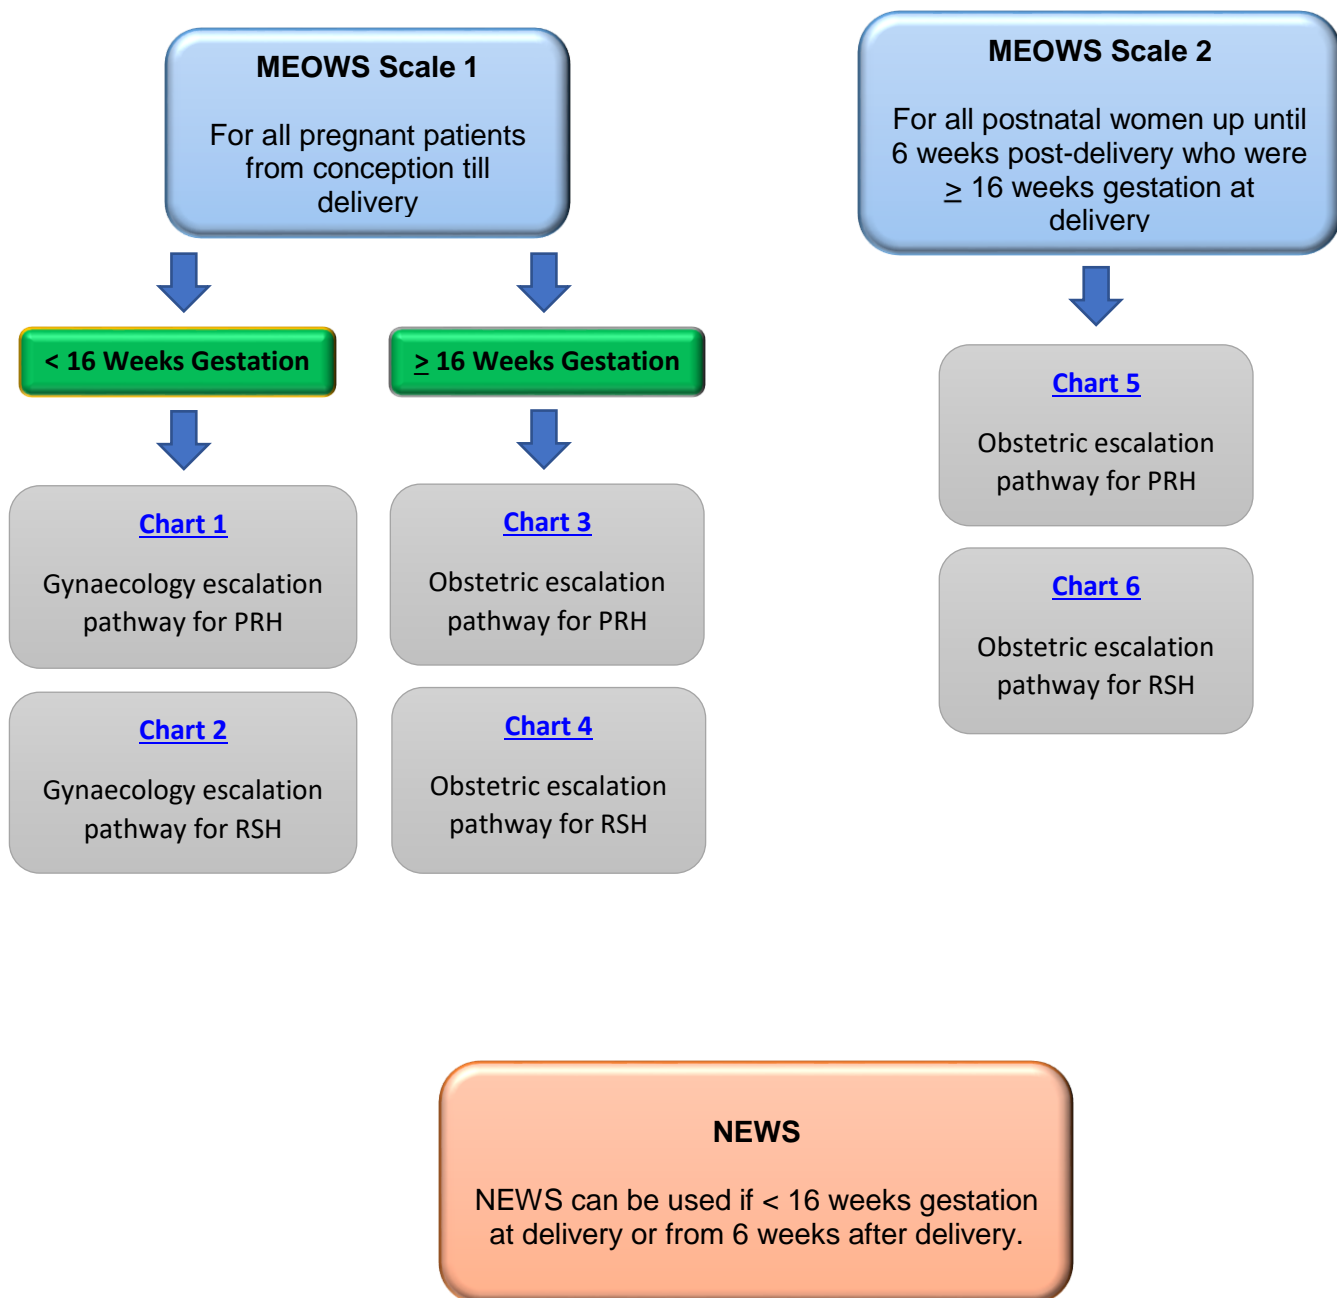 MEOWS Scale 1
For all pregnant patients
from conception till
delivery
< 16 Weeks Gestation
≥ 16 Weeks Gestation
Chart 1
Gynaecology escalation
pathway for PRH
Chart 2
Gynaecology escalation
pathway for RSH
Chart 3
Obstetric escalation
pathway for PRH
Chart 4
Obstetric escalation
pathway for RSH
MEOWS Scale 2
For all postnatal women up until
6 weeks post-delivery who were
≥ 16 weeks gestation at
delivery
Chart 5
Obstetric escalation
pathway for PRH
Chart 6
Obstetric escalation
pathway for RSH
NEWS
NEWS can be used if < 16 weeks gestation
at delivery or from 6 weeks after delivery.